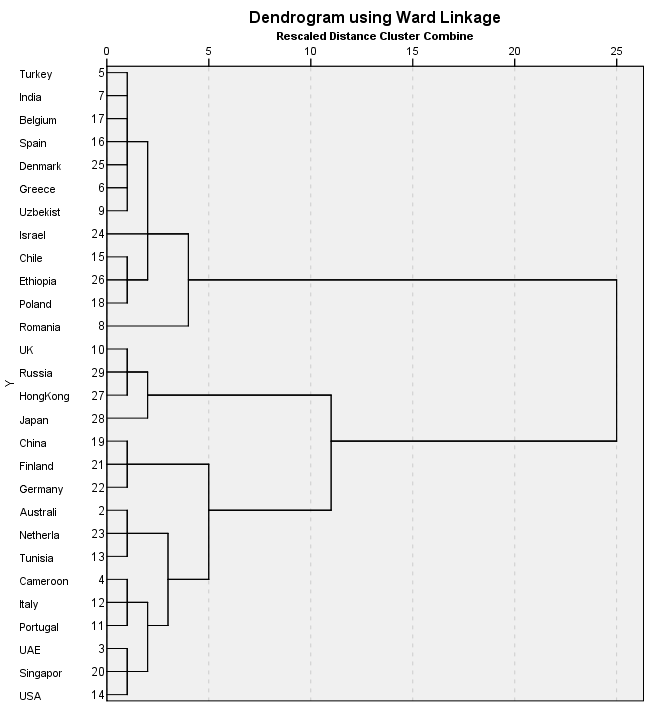 Dendrogram using Ward Linkage
Rescaled Distance Cluster Combine
0 5 10 15 20 25
Turkey 5
India 7
Belgium 17
Spain 16
Denmark 25
Greece 6
Uzbekist 9
Israel 24
Chile 15
Ethiopia 26
Poland 18
Romania 8
UK 10
Russia 29
Y
HongKong 27
Japan 28
China 19
Finland 21
Germany 22
Australi 2
Netherla 23
Tunisia 13
Cameroon 4
Italy 12
Portugal 11
UAE 3
Singapor 20
USA 14